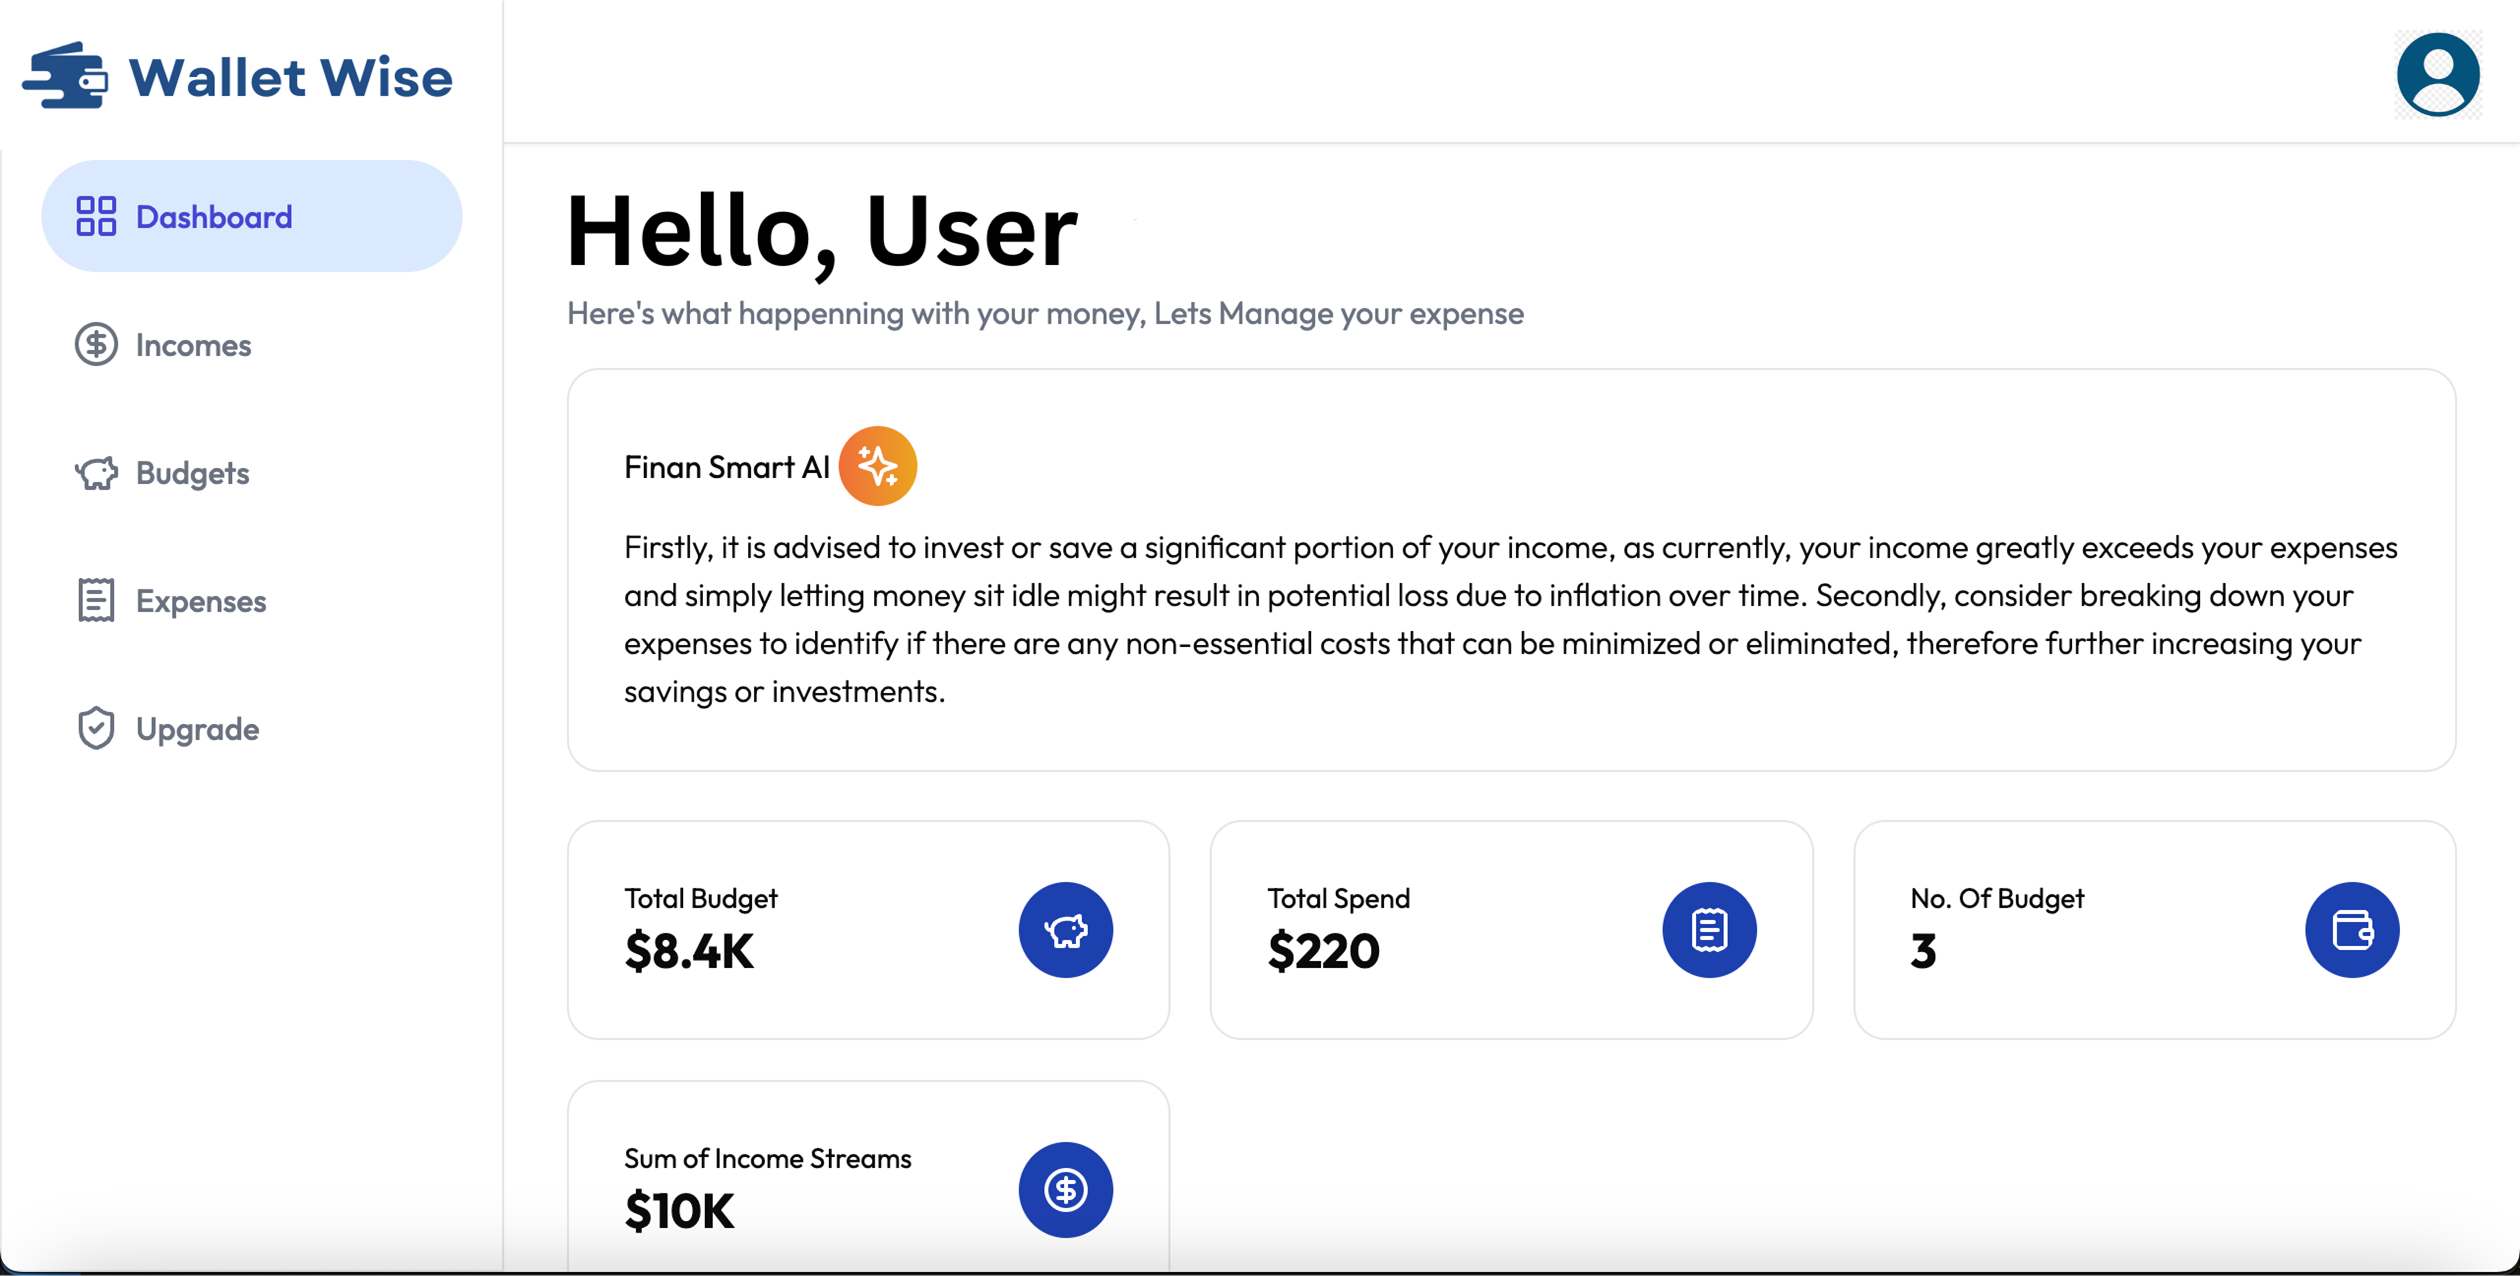 Wallet Wise
Dashboard
Incomes
Budgets
Expenses
Upgrade
Hello, User
Here's what happenning with your money, Lets Manage your expense
Finan Smart AI
Firstly, it is advised to invest or save a significant portion of your income, as currently, your income greatly exceeds your expenses
and simply letting money sit idle might result in potential loss due to inflation over time. Secondly, consider breaking down your
expenses to identify if there are any non-essential costs that can be minimized or eliminated, therefore further increasing your
savings or investments.
Total Budget
$8.4K
Total Spend
$220
No. Of Budget
3
Sum of Income Streams
$10K